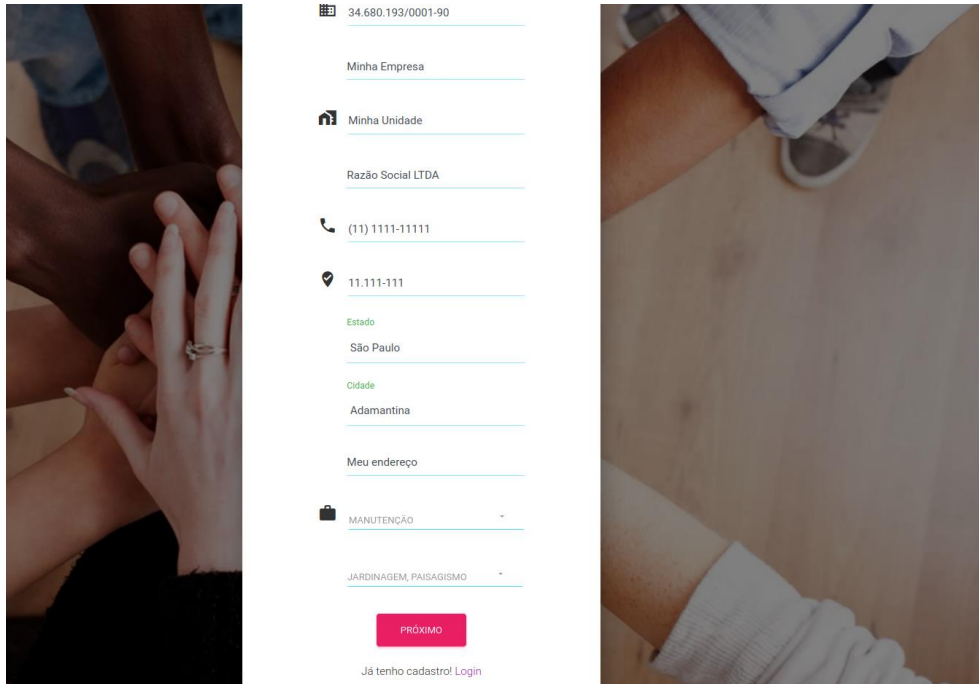 34.680.193/0001-90
Minha Empresa
Minha Unidade
Razão Social LTDA
(11) 1111-11111
11.111-111
Estado
São Paulo
Cidade
Adamantina
Meu endereço
MANUTENÇÃO
JARDINAGEM, PAISAGISMO
PRÓXIMO
Já tenho cadastro! Login